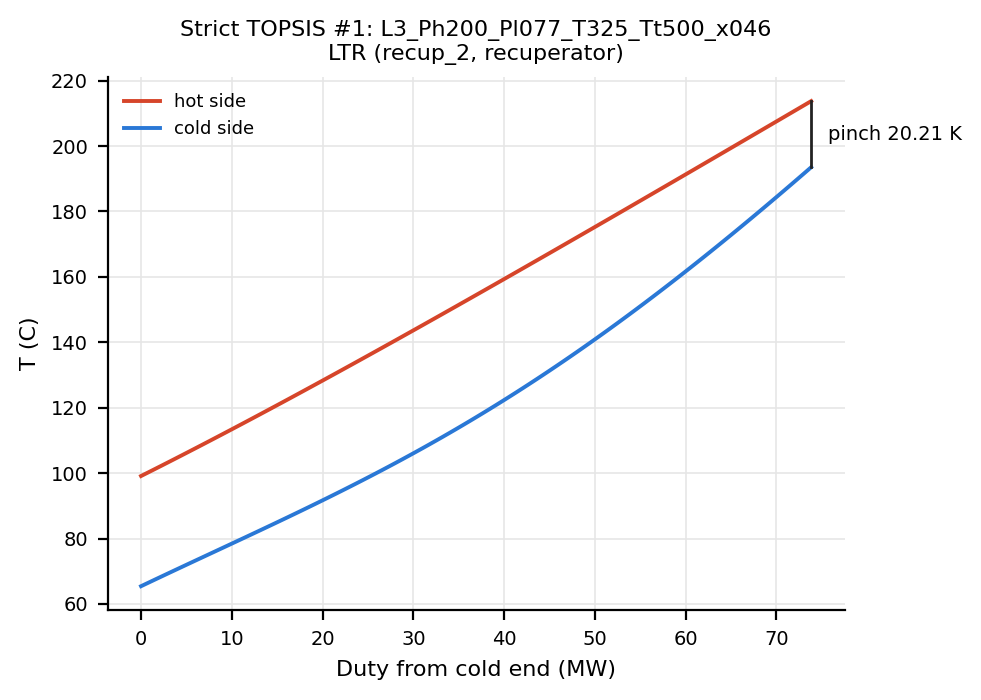 Strict TOPSIS #1: L3_Ph200_Pl077_T325_Tt500_x046
LTR (recup_2, recuperator)
hot side
cold side
pinch 20.21 K
T (C)
220
200
180
160
140
120
100
80
60
0 10 20 30 40 50 60 70
Duty from cold end (MW)